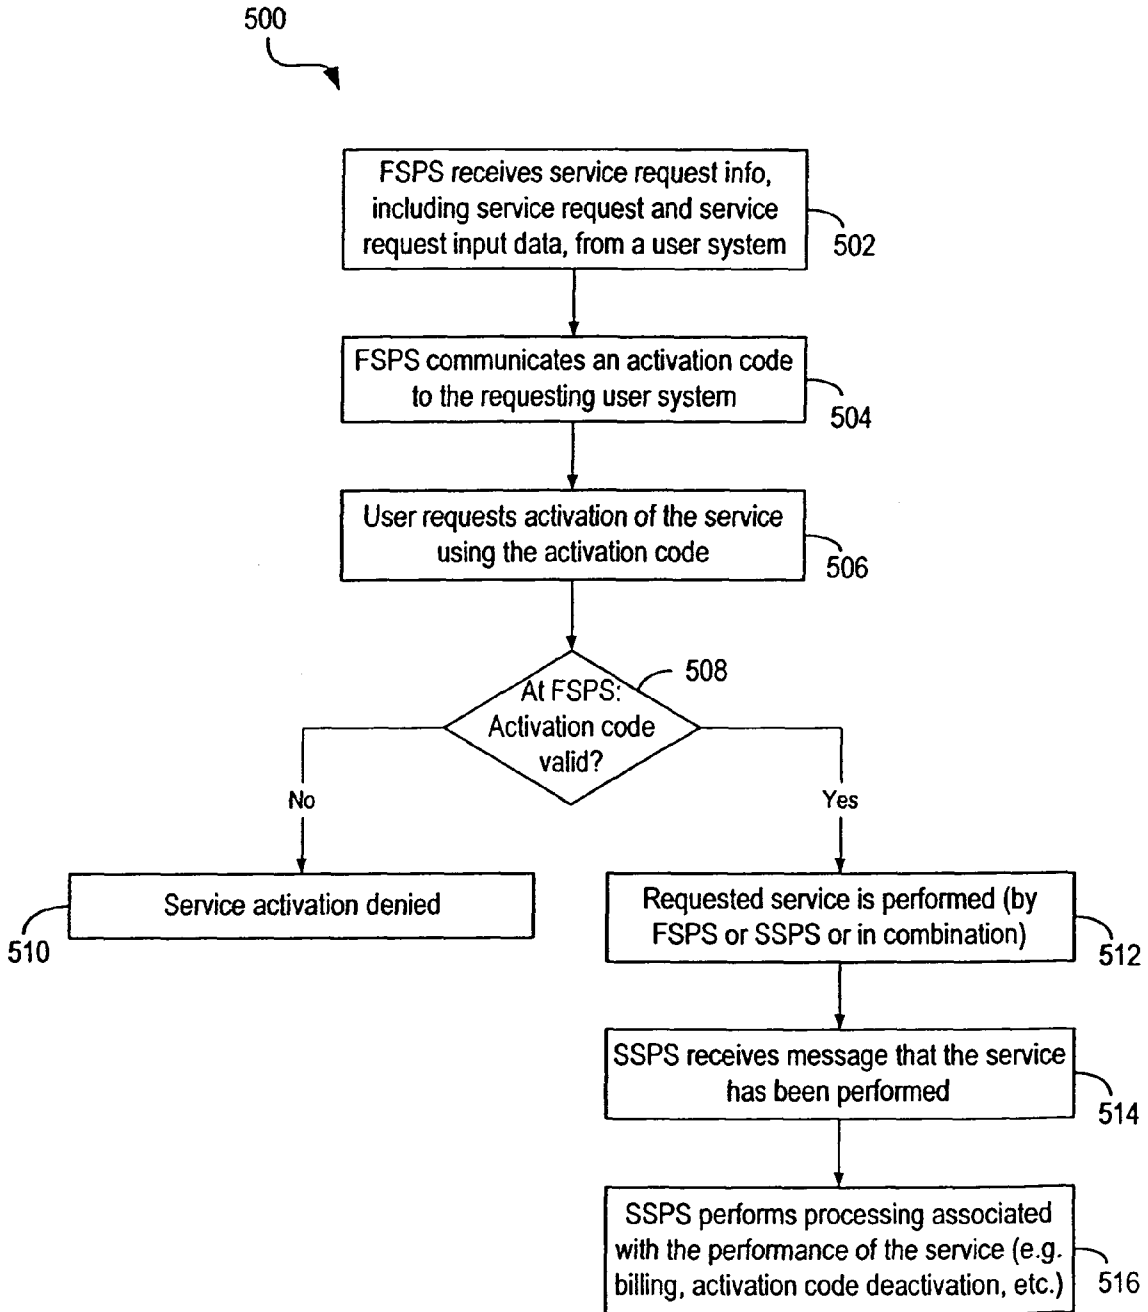 500
FSPS receives service request info,
including service request and service
request input data, from a user system
502
FSPS communicates an activation code
to the requesting user system
504
User requests activation of the service
using the activation code
506
508
At FSPS:
Activation code
valid?
No
Yes
Service activation denied
510
Requested service is performed (by
FSPS or SSPS or in combination)
512
SSPS receives message that the service
has been performed
514
SSPS performs processing associated
with the performance of the service (e.g.
billing, activation code deactivation, etc.)
516